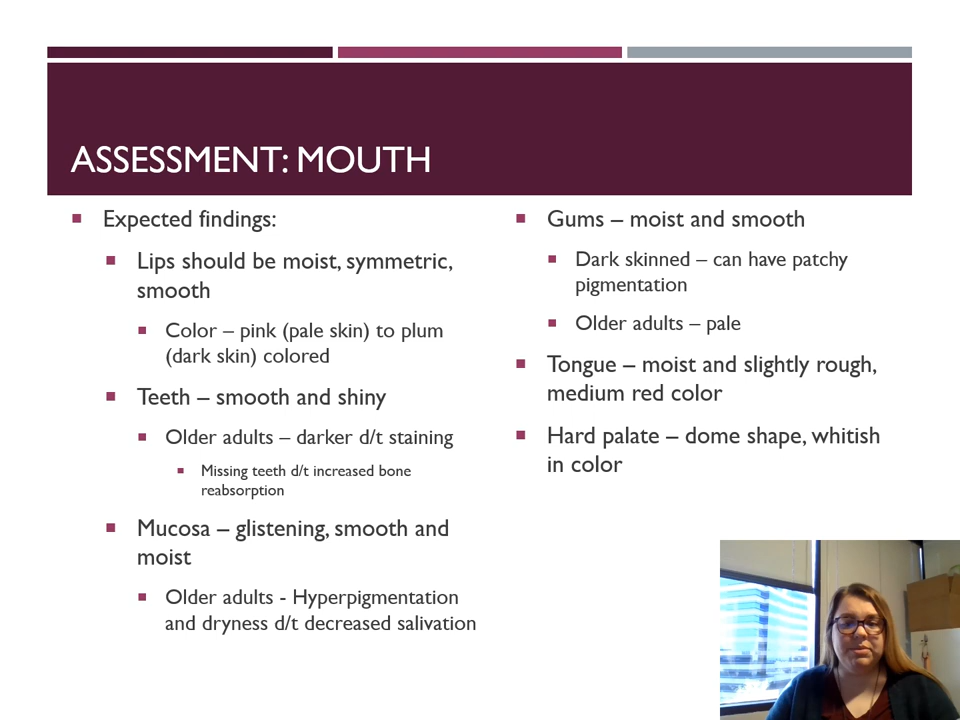 ASSESSMENT: MOUTH
Expected findings:
Lips should be moist, symmetric,
smooth
Color – pink (pale skin) to plum
(dark skin) colored
Teeth – smooth and shiny
Older adults – darker d/t staining
Missing teeth d/t increased bone
reabsorption
Mucosa – glistening, smooth and
moist
Older adults - Hyperpigmentation
and dryness d/t decreased salivation
Gums – moist and smooth
Dark skinned – can have patchy
pigmentation
Older adults – pale
Tongue – moist and slightly rough,
medium red color
Hard palate – dome shape, whitish
in color